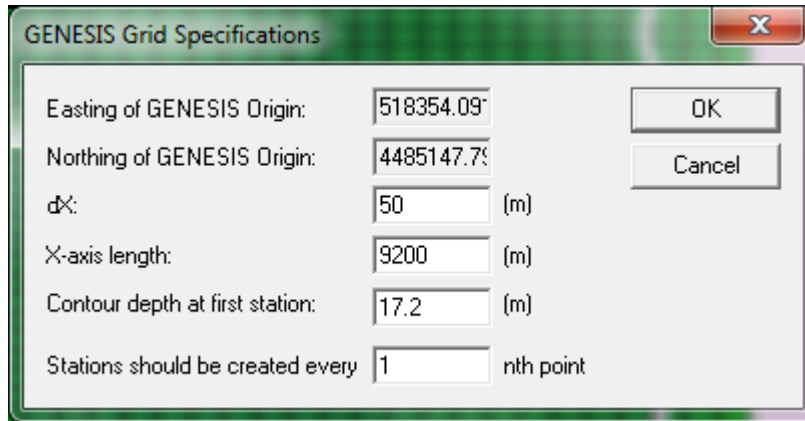 GENESIS Grid Specifications
Easting of GENESIS Origin: 518354.09
OK
Northing of GENESIS Origin: 4485147.79
Cancel
dX: 50 (m)
X-axis length: 9200 (m)
Contour depth at first station: 17.2 (m)
Stations should be created every 1 nth point